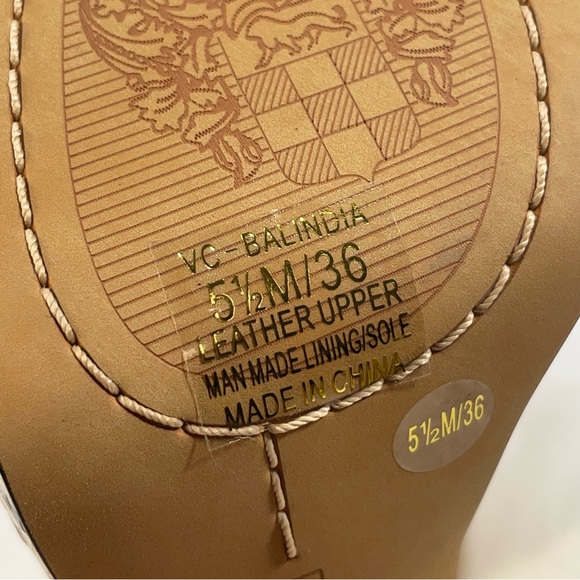 VC-BALINDIA
5½M/36
LEATHER UPPER
MAN MADE LINING/SOLE
MADE IN CHINA
5½M/36